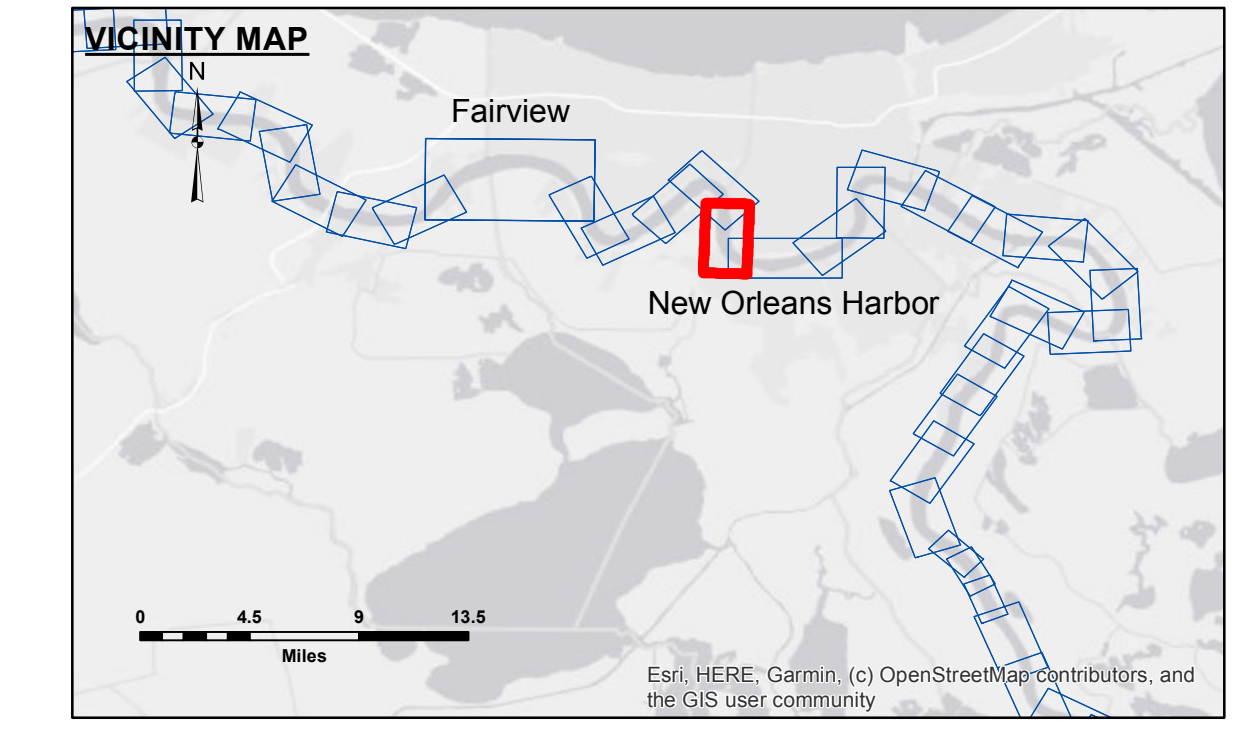 VICINITY MAP
N
Fairview
New Orleans Harbor
0 4.5 9 13.5
Miles
Esri, HERE, Garmin, (c) OpenStreetMap contributors, and
the GIS user community